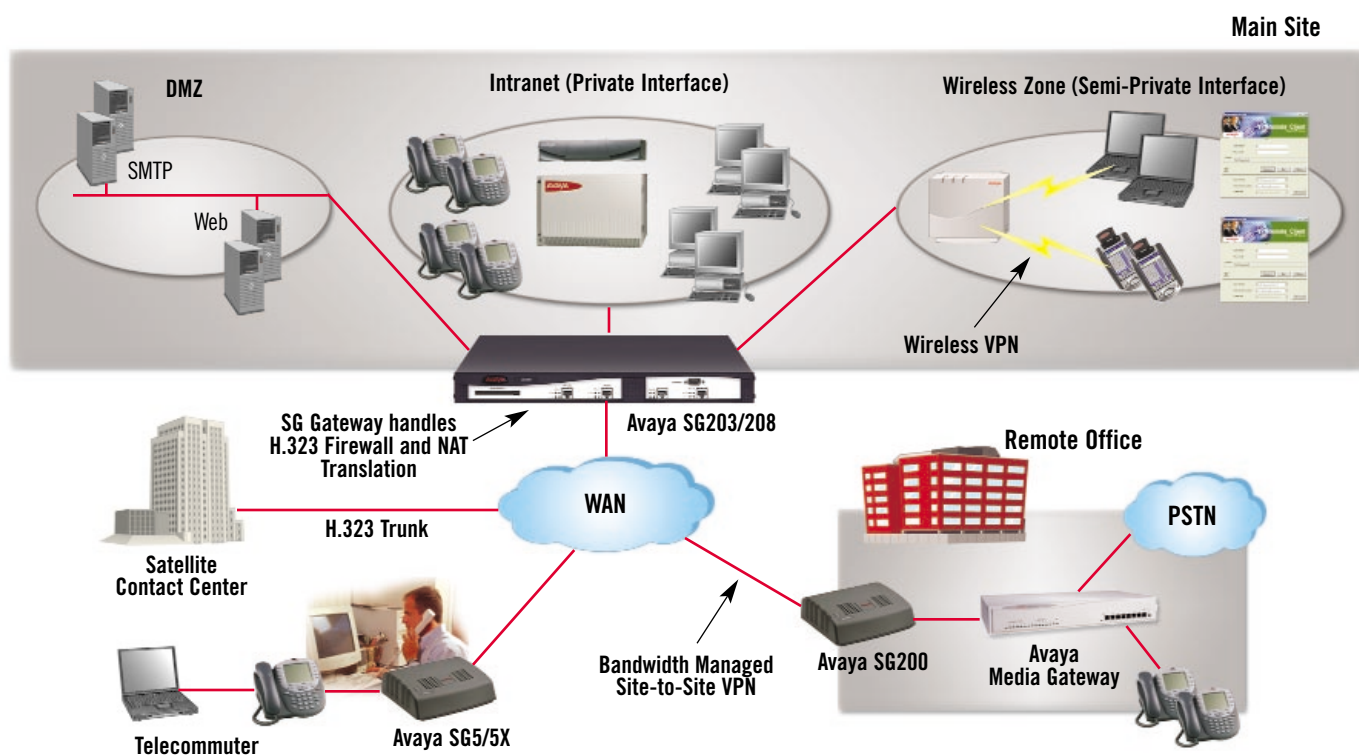 Main Site
DMZ
Intranet (Private Interface)
Wireless Zone (Semi-Private Interface)
SMTP
Web
AVAYA
Wireless VPN
SG Gateway handles
H.323 Firewall and NAT
Translation
Avaya SG203/208
Remote Office
WAN
PSTN
H.323 Trunk
Satellite
Contact Center
Bandwidth Managed
Site-to-Site VPN
Avaya SG200
Avaya
Media Gateway
Avaya SG5/5X
Telecommuter